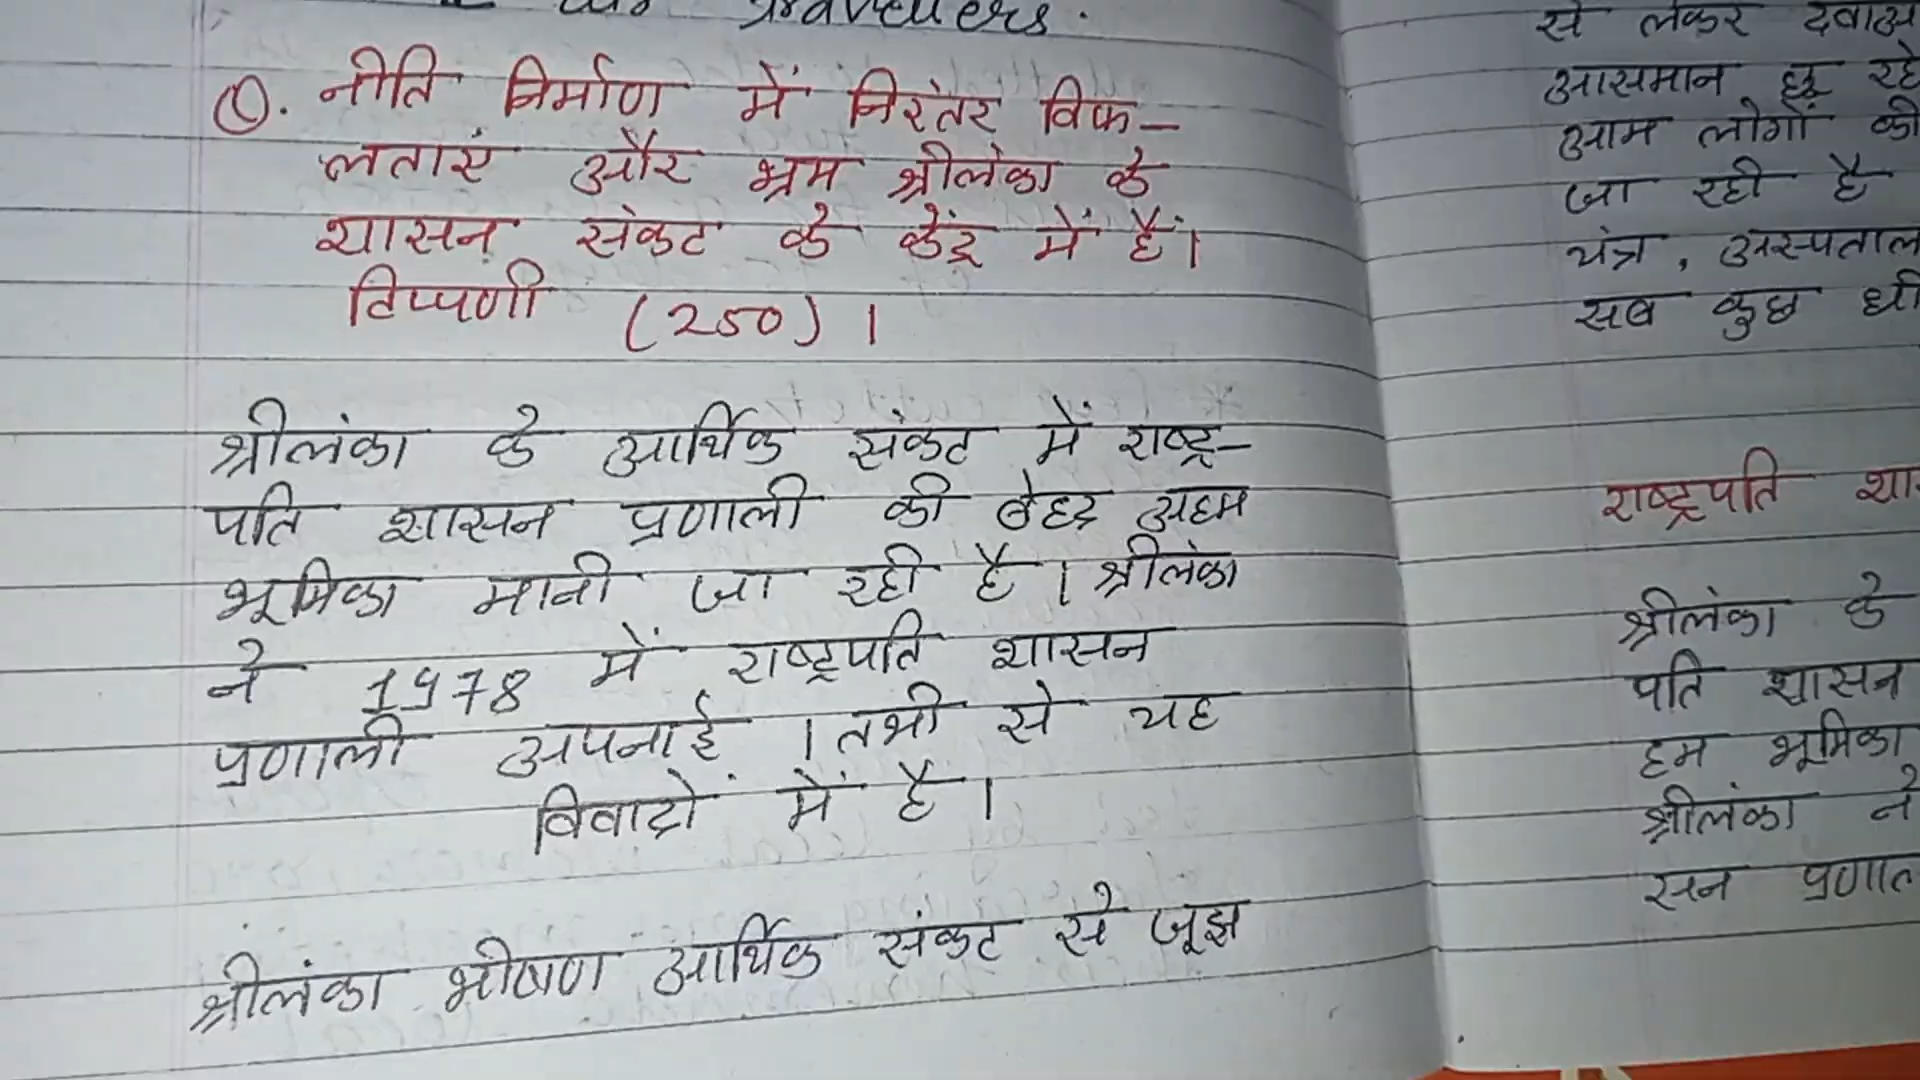 travellers.
Q. नीति निर्माण में निरंतर विफ-
लताएं और भ्रम श्रीलंका के
शासन संकट के केंद्र में हैं।
टिप्पणी (250) ।
श्रीलंका के आर्थिक संकट में राष्ट्र-
पति शासन प्रणाली की बेहद अहम
भूमिका मानी जा रही है । श्रीलंका
ने 1978 में राष्ट्रपति शासन
प्रणाली अपनाई । तभी से यह
विवादों में है ।
श्रीलंका भीषण आर्थिक संकट से जूझ
से लेकर
आसमान छू रहे
आम लोगों की
जा रही है
यंत्र , अस्पताल
सब कुछ
राष्ट्रपति
श्रीलंका के
पति शासन
हम भूमिका
श्रीलंका ने
सन